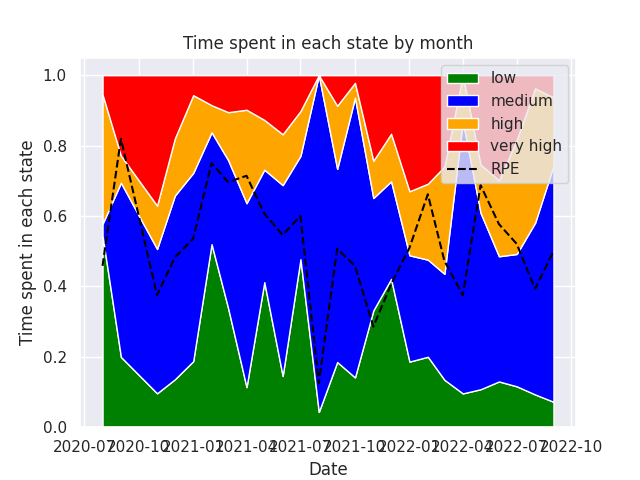 Time spent in each state by month
Time spent in each state
1.0
0.8
0.6
0.4
0.2
0.0
low
medium
high
very high
RPE
2020-07 2020-10 2021-01 2021-04 2021-07 2021-10 2022-01 2022-04 2022-07 2022-10
Date